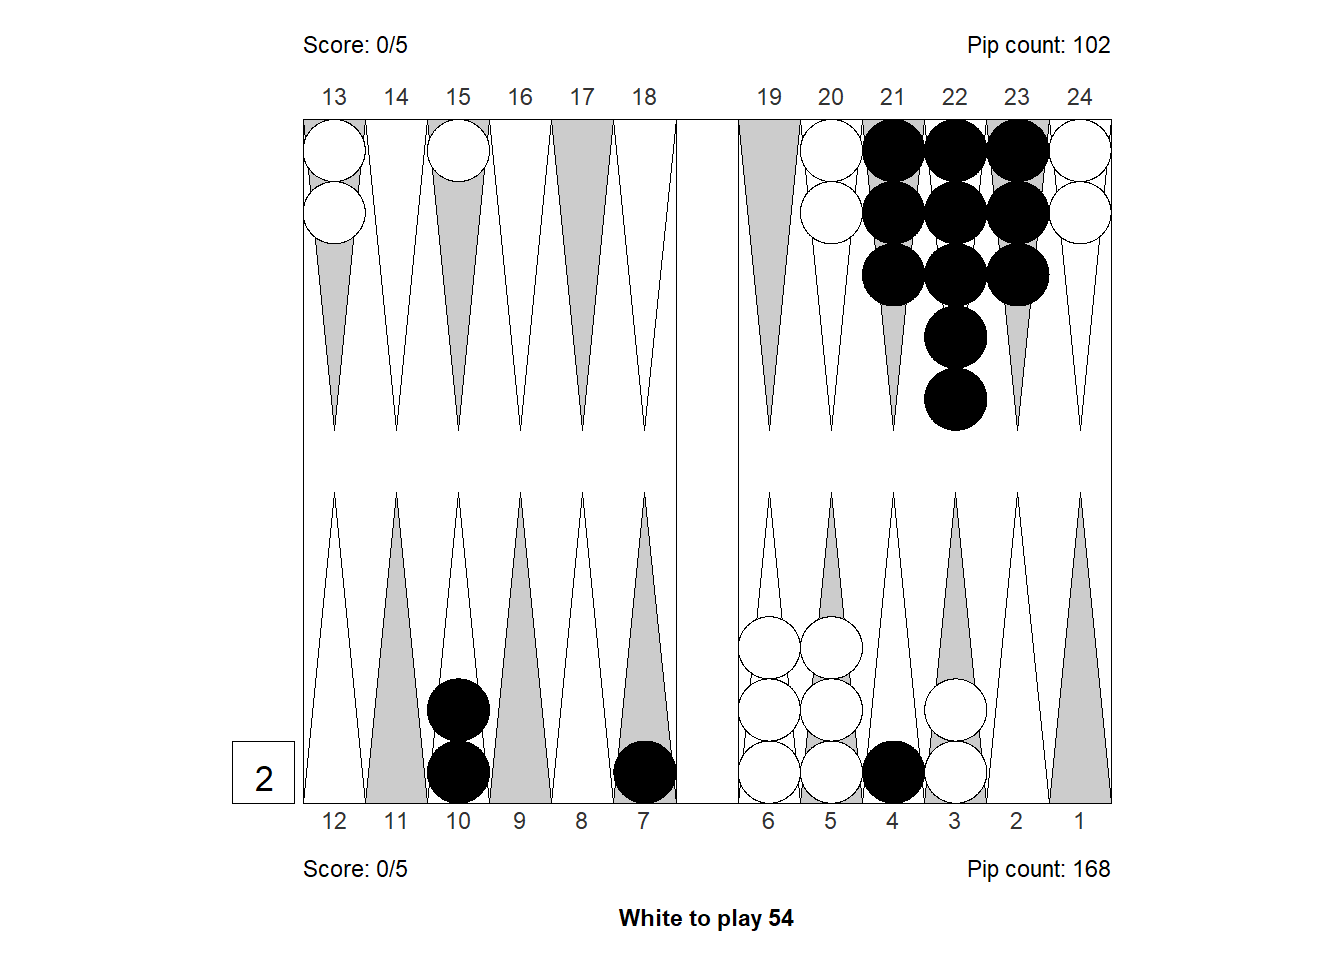 Score: 0/5 Pip count: 102
13 14 15 16 17 18 19 20 21 22 23 24
2
12 11 10 9 8 7 6 5 4 3 2 1
Score: 0/5 Pip count: 168
White to play 54